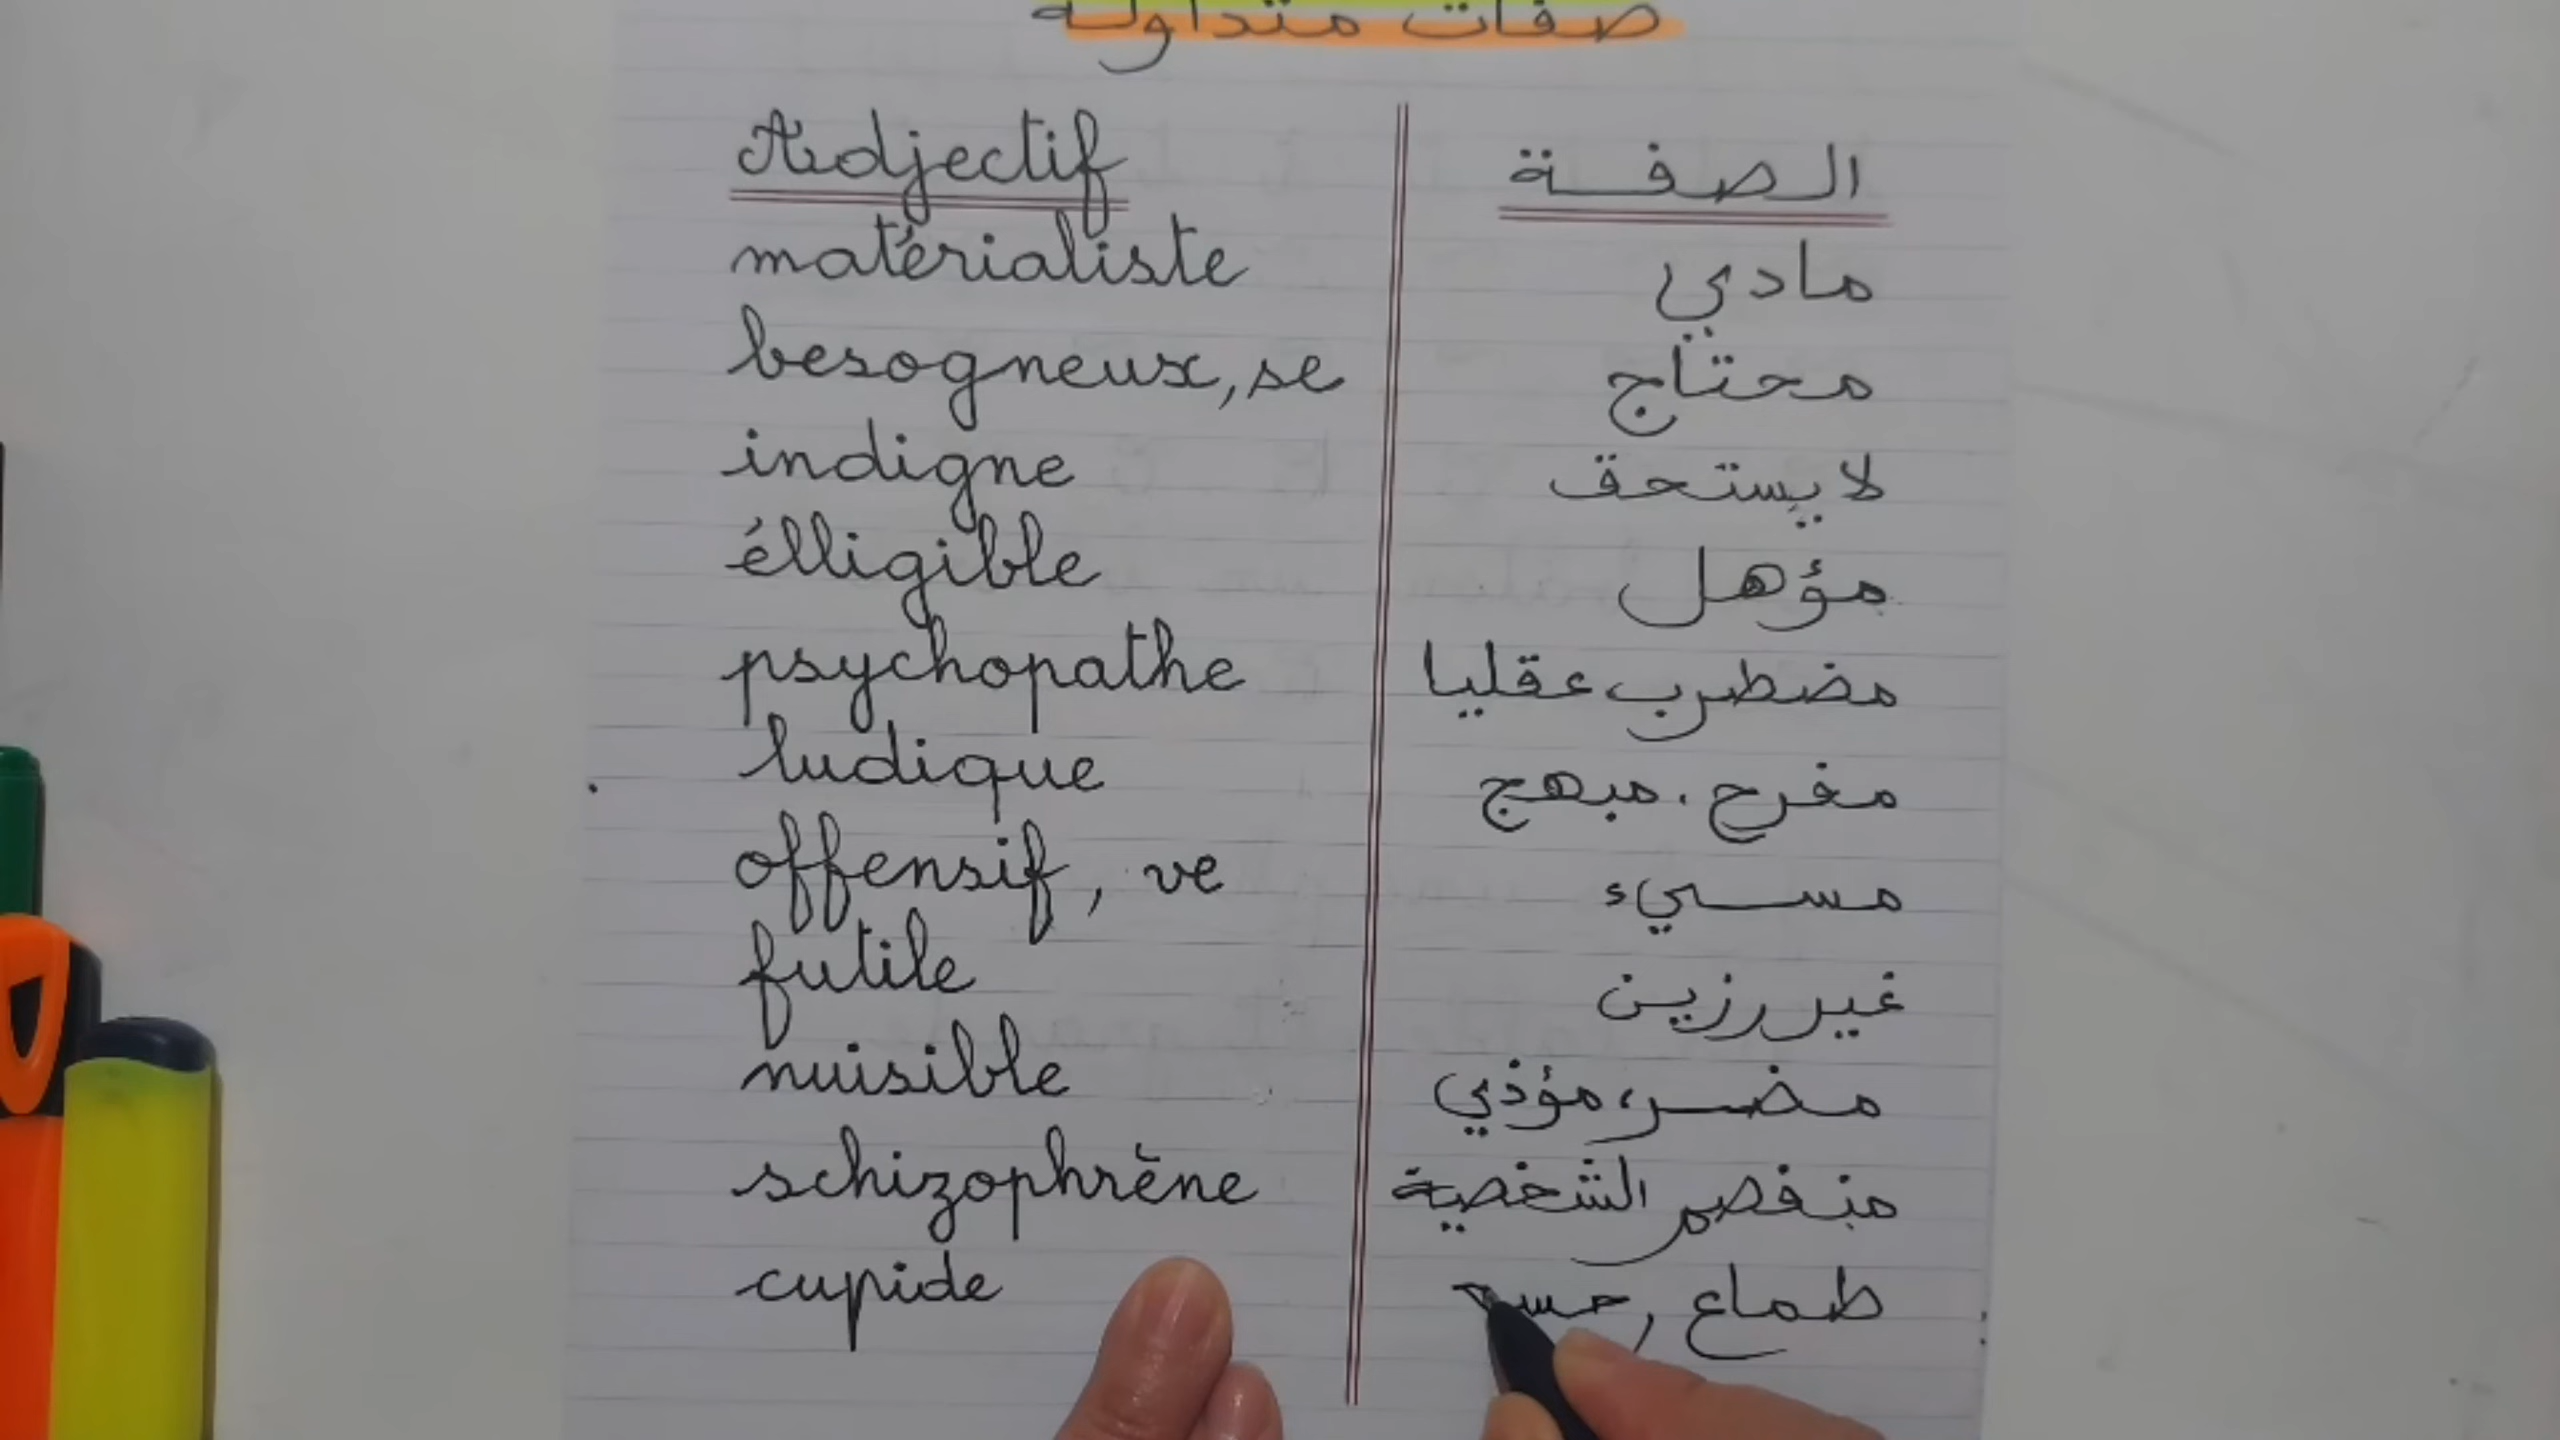 صفات متداولة
Adjectif الصفة
matérialiste مادي
besogneux, se محتاج
indigne لا يستحق
élligible مؤهل
psychopathe مضطرب عقليا
ludique مفرح . مبهج
offensif, ve مسيء
futile غير رزين
nuisible مضر، مؤذي
schizophrène منفصم الشخصية
cupide طماع ,